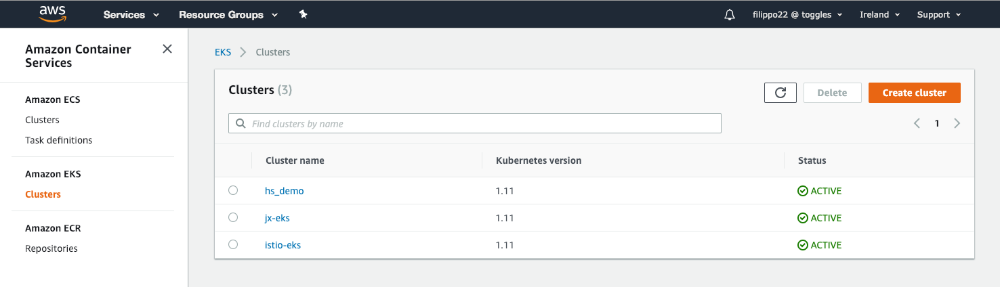 aws Services Resource Groups filippo22 @ toggles Ireland Support
Amazon Container
Services
Amazon ECS
Clusters
Task definitions
Amazon EKS
Clusters
Amazon ECR
Repositories
EKS Clusters
Clusters (3)
Delete Create cluster
Find clusters by name
1
Cluster name Kubernetes version Status
hs_demo 1.11 ACTIVE
jx-eks 1.11 ACTIVE
istio-eks 1.11 ACTIVE